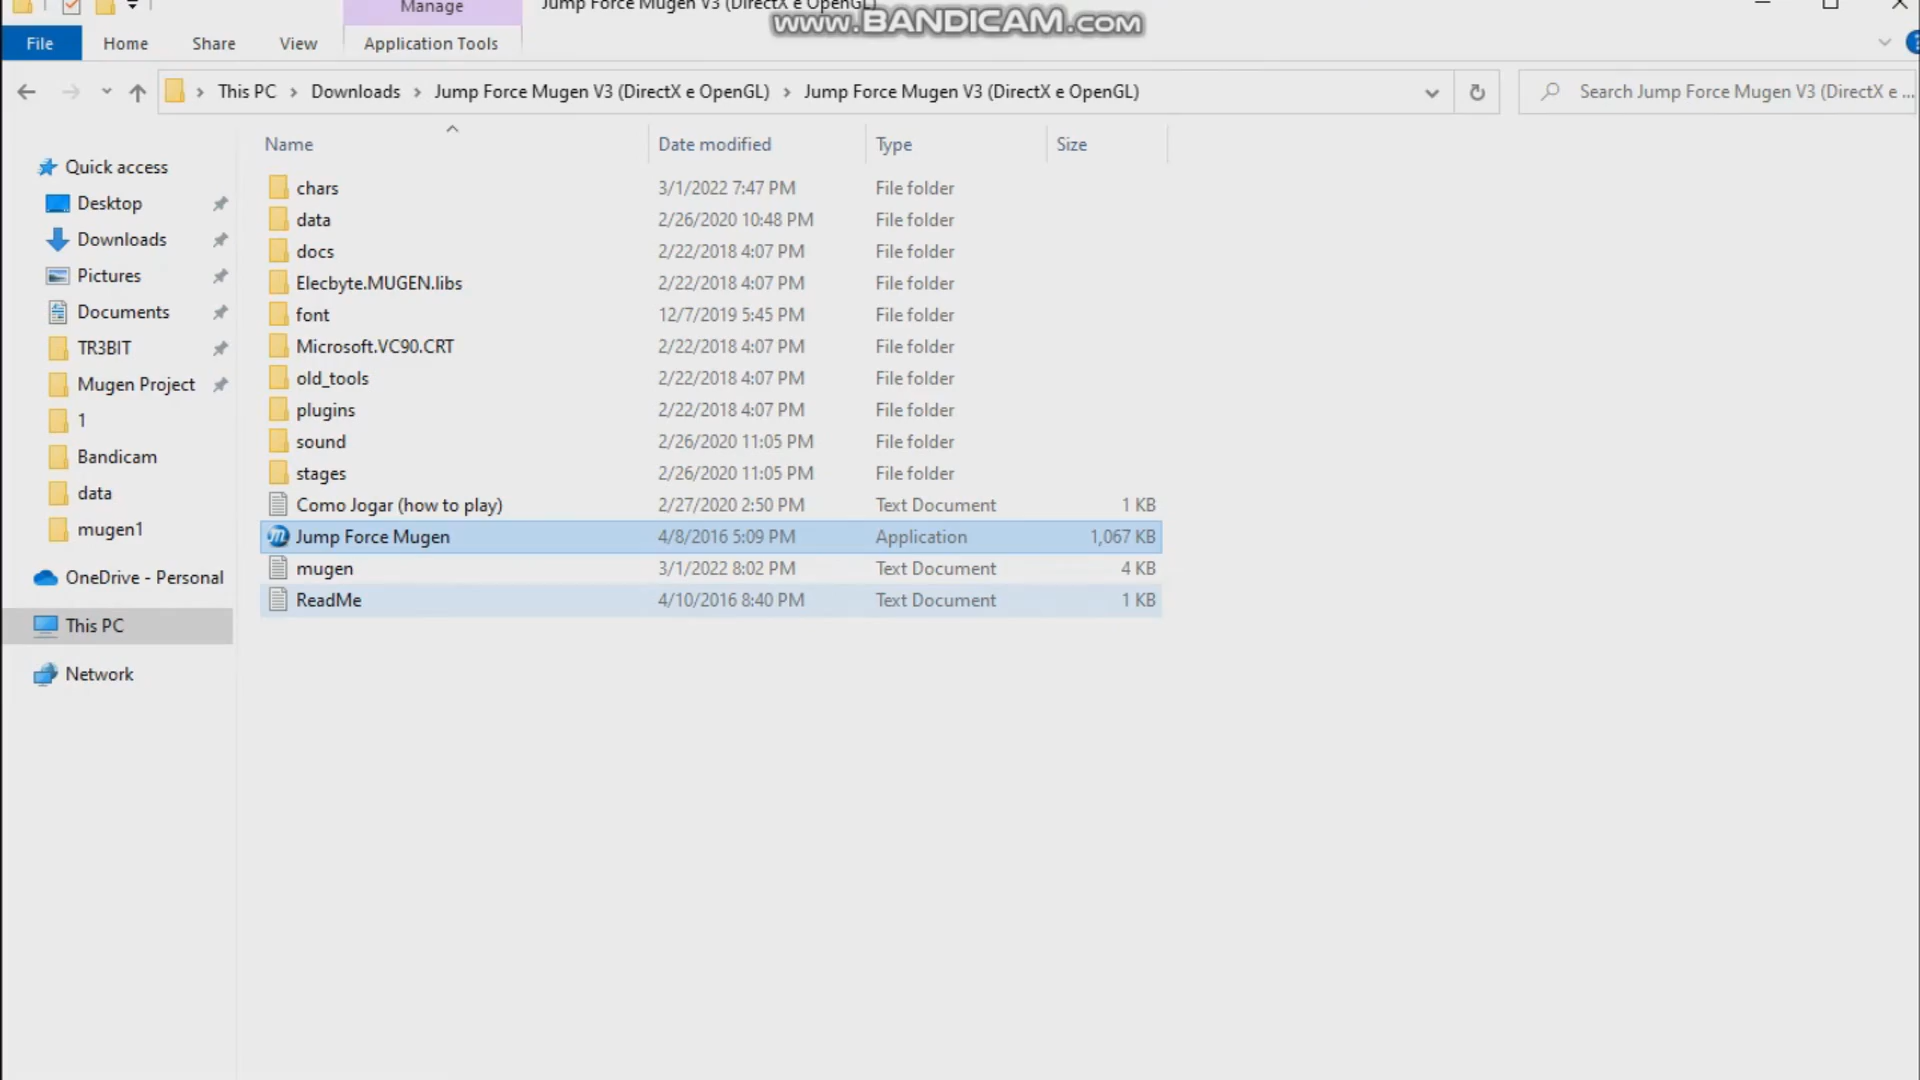 Manage
Jump Force Mugen V3 (DirectX e OpenGL)
www.BANDICAM.com
File
Home
Share
View
Application Tools
This PC
Downloads
Jump Force Mugen V3 (DirectX e OpenGL)
Jump Force Mugen V3 (DirectX e OpenGL)
Search Jump Force Mugen V3 (DirectX e ...
Name
Date modified
Type
Size
Quick access
Desktop
Downloads
Pictures
Documents
TR3BIT
Mugen Project
1
Bandicam
data
mugen1
OneDrive - Personal
This PC
Network
chars 3/1/2022 7:47 PM File folder
data 2/26/2020 10:48 PM File folder
docs 2/22/2018 4:07 PM File folder
Elecbyte.MUGEN.libs 2/22/2018 4:07 PM File folder
font 12/7/2019 5:45 PM File folder
Microsoft.VC90.CRT 2/22/2018 4:07 PM File folder
old_tools 2/22/2018 4:07 PM File folder
plugins 2/22/2018 4:07 PM File folder
sound 2/26/2020 11:05 PM File folder
stages 2/26/2020 11:05 PM File folder
Como Jogar (how to play) 2/27/2020 2:50 PM Text Document 1 KB
Jump Force Mugen 4/8/2016 5:09 PM Application 1,067 KB
mugen 3/1/2022 8:02 PM Text Document 4 KB
ReadMe 4/10/2016 8:40 PM Text Document 1 KB